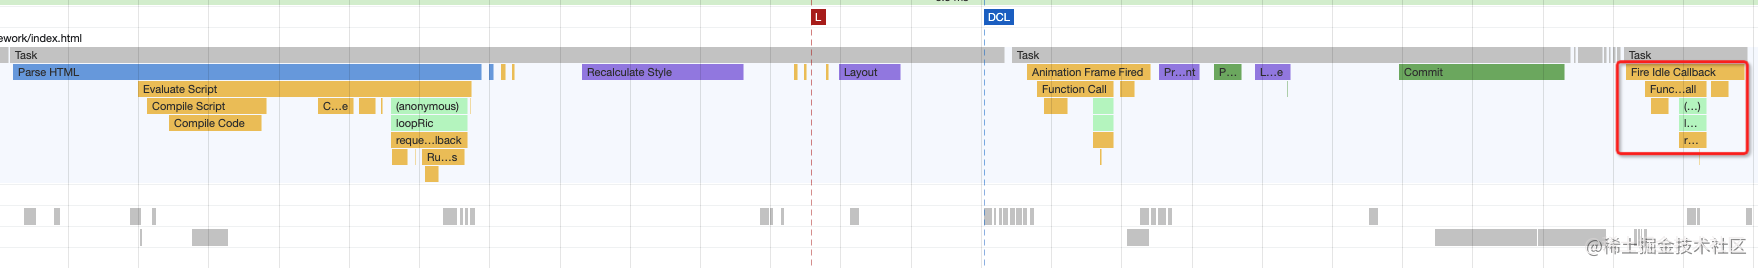 L
DCL
ework/index.html
Task
Task
Task
Parse HTML
Recalculate Style
Layout
Animation Frame Fired
Pr…nt
P…
L…e
Commit
Fire Idle Callback
Evaluate Script
Function Call
Func…all
Compile Script
C…e
(anonymous)
(…)
Compile Code
loopRic
l…
reque…lback
r…
Ru…s
@稀土掘金技术社区